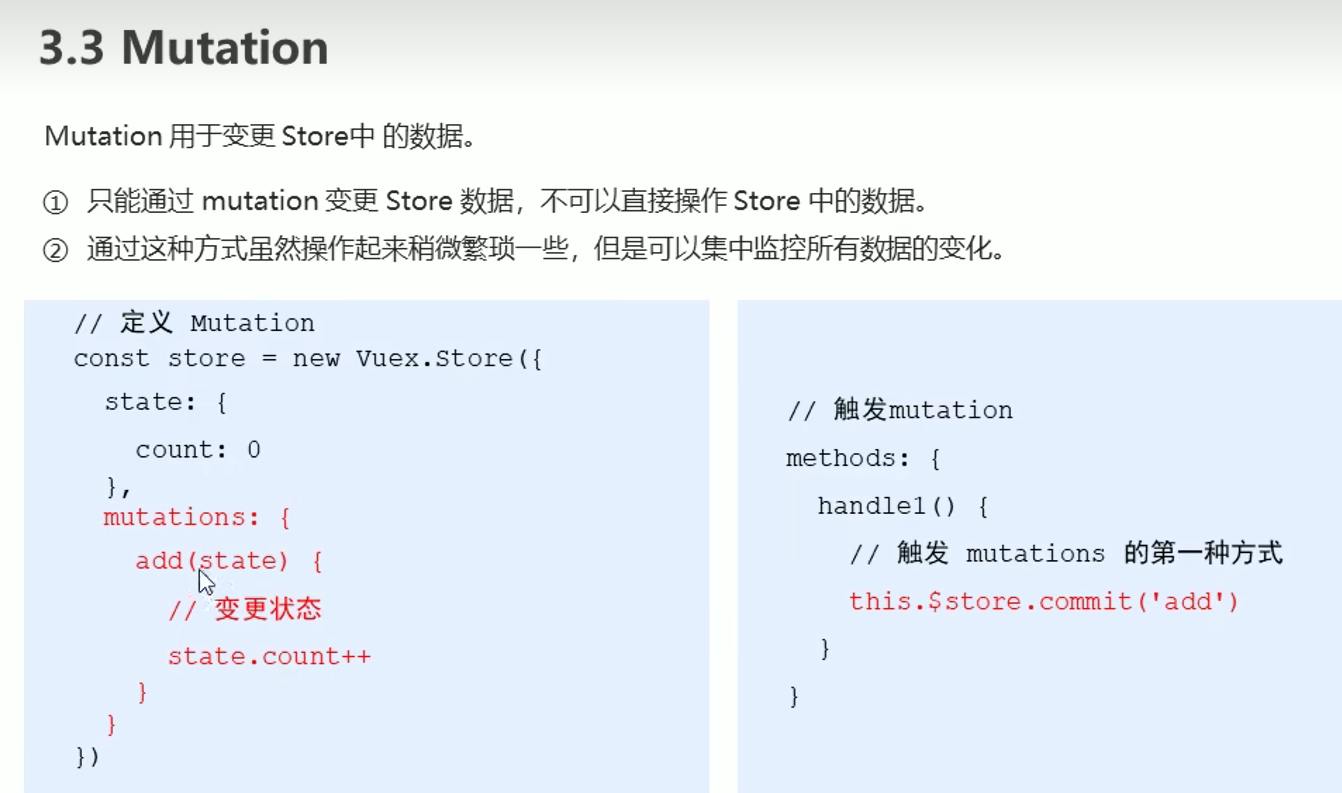 3.3 Mutation
Mutation 用于变更 Store中 的数据。
① 只能通过 mutation 变更 Store 数据，不可以直接操作 Store 中的数据。
② 通过这种方式虽然操作起来稍微繁琐一些，但是可以集中监控所有数据的变化。
// 定义 Mutation
const store = new Vuex.Store({
state: {
count: 0
},
mutations: {
add(state) {
// 变更状态
state.count++
}
}
})
// 触发mutation
methods: {
handle1() {
// 触发 mutations 的第一种方式
this.$store.commit('add')
}
}